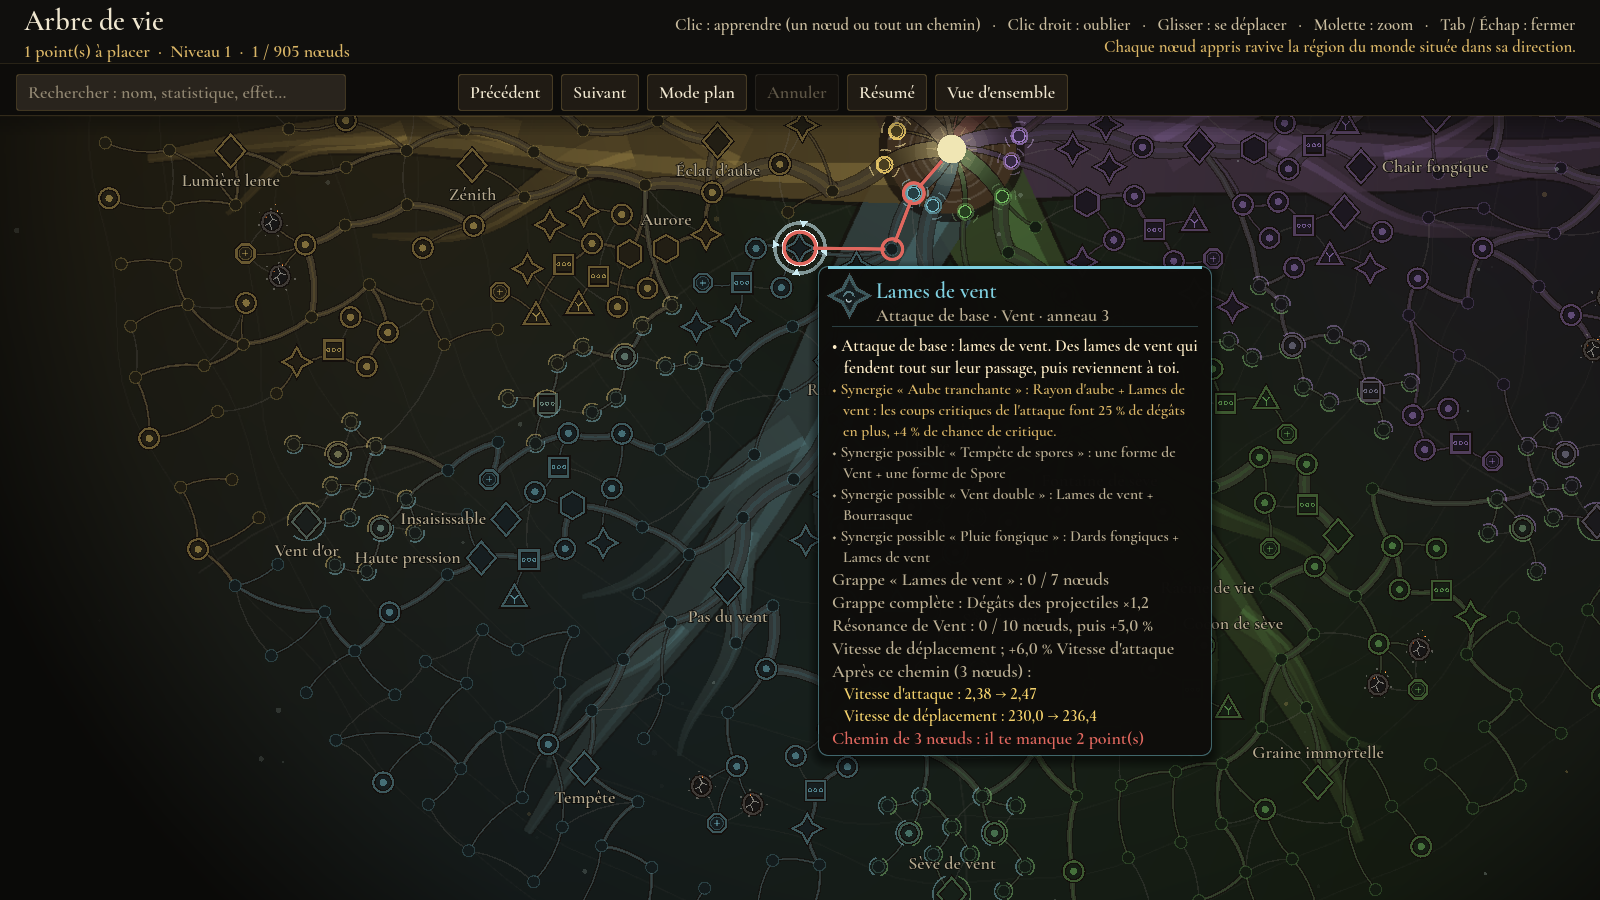 Arbre de vie
1 point(s) à placer · Niveau 1 · 1 / 905 nœuds
Clic : apprendre (un nœud ou tout un chemin) · Clic droit : oublier · Glisser : se déplacer · Molette : zoom · Tab / Échap : fermer
Chaque nœud appris ravive la région du monde située dans sa direction.
Rechercher : nom, statistique, effet...
Précédent
Suivant
Mode plan
Annuler
Résumé
Vue d'ensemble
Lumière lente
Zénith
Éclat d'aube
Aurore
Chair fongique
Lames de vent
Attaque de base · Vent · anneau 3
• Attaque de base : lames de vent. Des lames de vent qui
fendent tout sur leur passage, puis reviennent à toi.
• Synergie « Aube tranchante » : Rayon d'aube + Lames de
vent : les coups critiques de l'attaque font 25 % de dégâts
en plus, +4 % de chance de critique.
• Synergie possible « Tempête de spores » : une forme de
Vent + une forme de Spore
• Synergie possible « Vent double » : Lames de vent +
Bourrasque
• Synergie possible « Pluie fongique » : Dards fongiques +
Lames de vent
Grappe « Lames de vent » : 0 / 7 nœuds
Grappe complète : Dégâts des projectiles ×1,2
Résonance de Vent : 0 / 10 nœuds, puis +5,0 %
Vitesse de déplacement ; +6,0 % Vitesse d'attaque
Après ce chemin (3 nœuds) :
Vitesse d'attaque : 2,38 → 2,47
Vitesse de déplacement : 230,0 → 236,4
Chemin de 3 nœuds : il te manque 2 point(s)
Insaisissable
Vent d'or
Haute pression
Pas du vent
de vie
on de sève
Graine immortelle
Tempête
Sève de vent